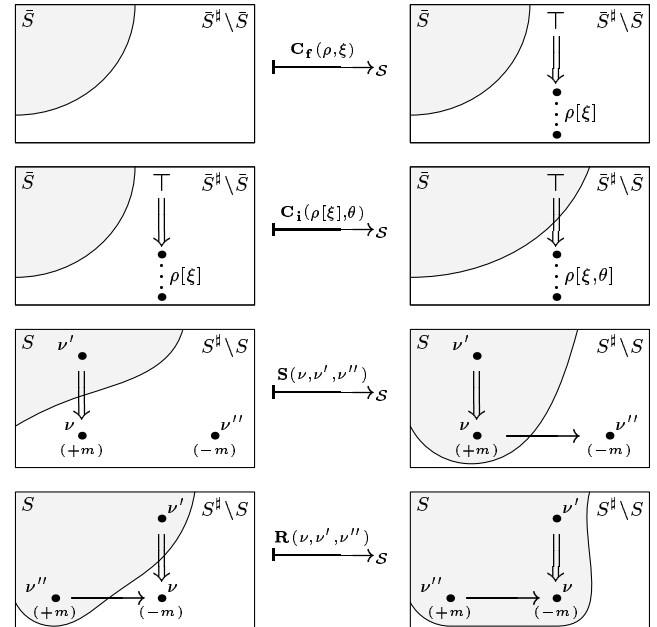 S̄ S̄♯\S̄ C_f(ρ,ξ) S S̄ ⊤ S̄♯\S̄
ρ[ξ]
S̄ ⊤ S̄♯\S̄ C_i(ρ[ξ],θ) S S̄ ⊤ S̄♯\S̄
ρ[ξ] ρ[ξ,θ]
S ν′ S♯\S S(ν,ν′,ν″) S S ν′ S♯\S
ν ν″ ν ν″
(+m) (−m) (+m) (−m)
S ν′ S♯\S R(ν,ν′,ν″) S S ν′ S♯\S
ν″ ν ν″ ν
(+m) (−m) (+m) (−m)